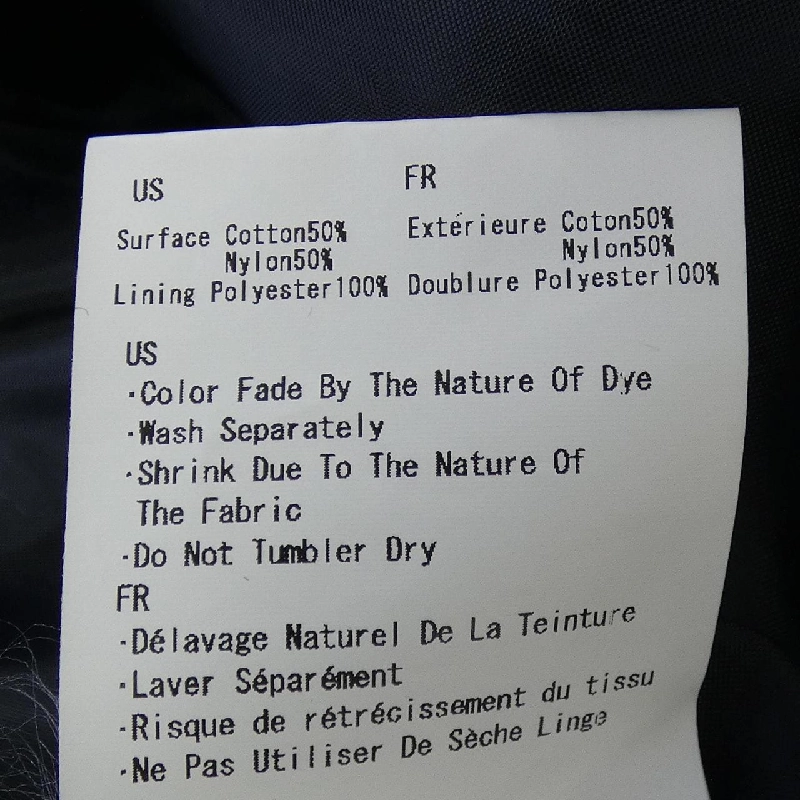 US
FR
Surface Cotton50%
Nylon50%
Lining Polyester100%
Extérieure Coton50%
Nylon50%
Doublure Polyester100%
US
·Color Fade By The Nature Of Dye
·Wash Separately
·Shrink Due To The Nature Of
The Fabric
·Do Not Tumbler Dry
FR
·Délavage Naturel De La Teinture
·Laver Séparément
·Risque de rétrécissement du tissu
·Ne Pas Utiliser De Sèche Linge